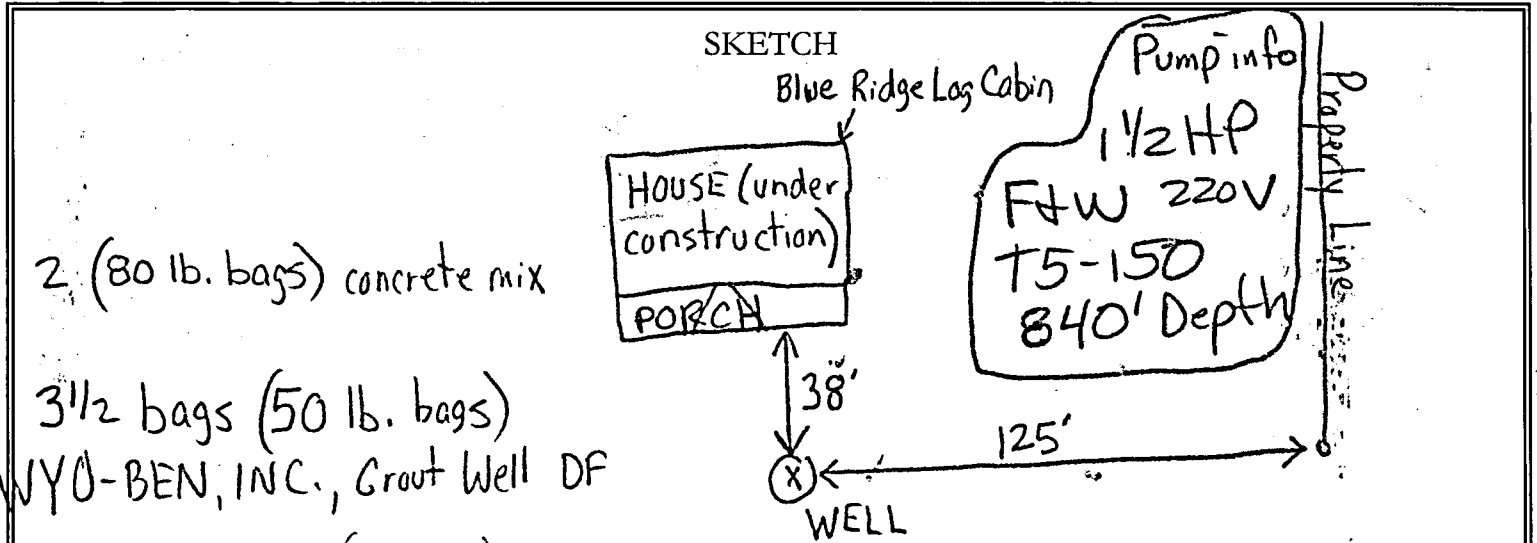 SKETCH
Blue Ridge Log Cabin
HOUSE (under
construction)
PORCH
38'
WELL
125'
Pump info
1 1/2 HP
F&W 220V
T5-150
840' Depth
Property Line
2 (80 lb. bags) concrete mix
3 1/2 bags (50 lb. bags)
WYO-BEN, INC., Grout Well DF